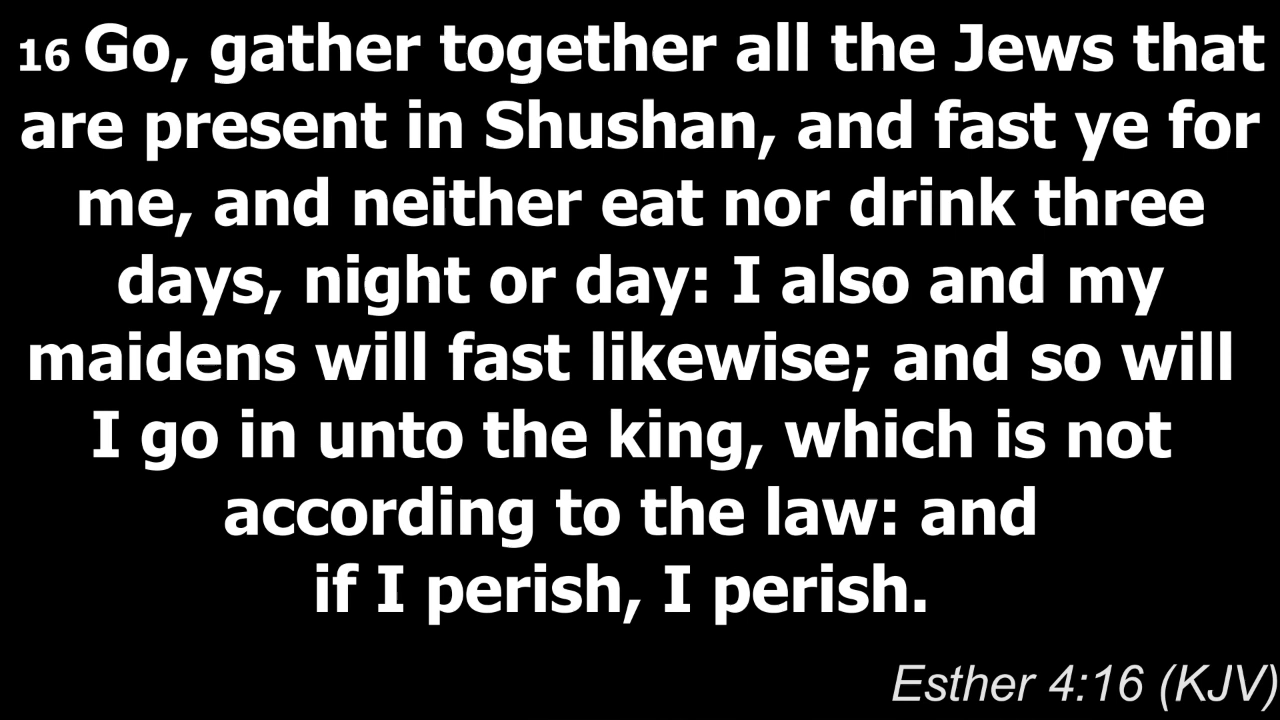 16 Go, gather together all the Jews that
are present in Shushan, and fast ye for
me, and neither eat nor drink three
days, night or day: I also and my
maidens will fast likewise; and so will
I go in unto the king, which is not
according to the law: and
if I perish, I perish.
Esther 4:16 (KJV)